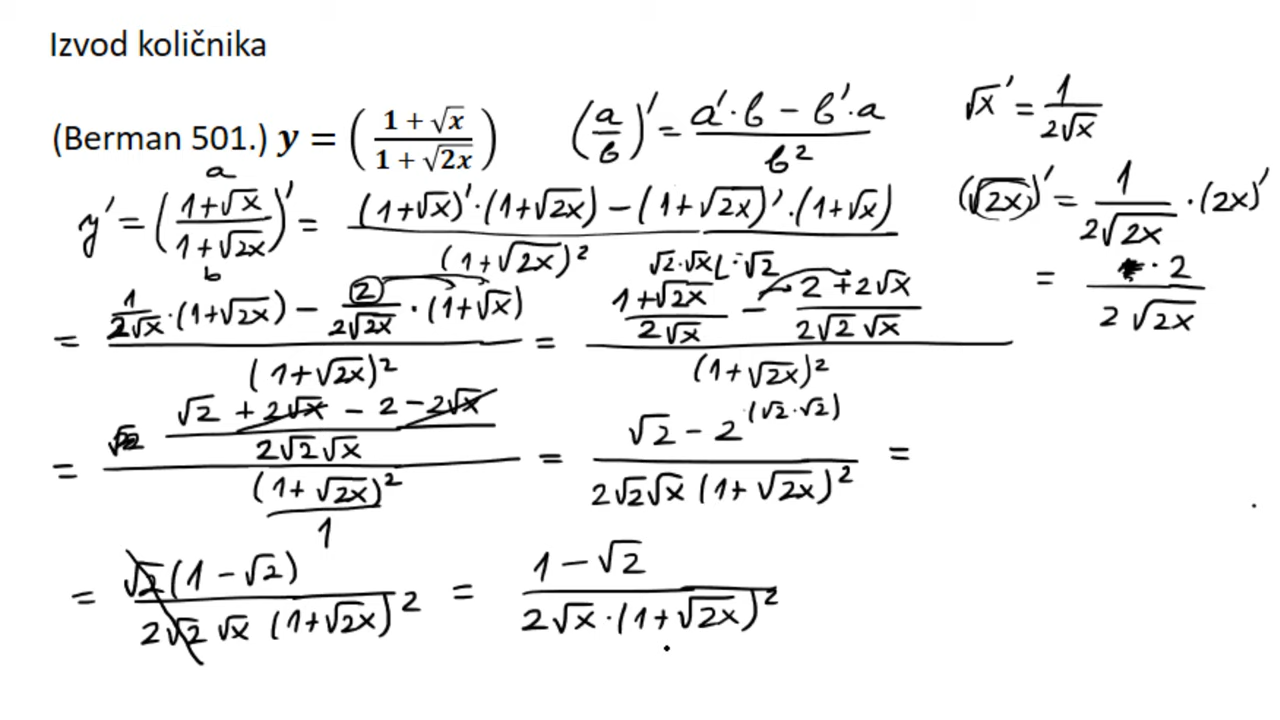 Izvod količnika
(Berman 501.) y = ( (1 + √x) / (1 + √2x) )
(a/b)' = (a'·b − b'·a) / b²
√x' = 1 / (2√x)
a
y' = ( (1+√x) / (1+√2x) )' = ( (1+√x)'·(1+√2x) − (1+√2x)'·(1+√x) ) / (1+√2x)²
b
(√2x)' = 1 / (2√2x) · (2x)'
= (· 2) / (2√2x)
√2·√x
= ( 1/(2√x)·(1+√2x) − 2/(2√2x)·(1+√x) ) / (1+√2x)² = ( (1+√2x)/(2√x) − (2+2√x)/(2√2 √x) ) / (1+√2x)²
= ( (√2 + 2√x − 2 − 2√x) / (2√2√x) ) / ( (1+√2x)² / 1 ) = (√2 − 2 (√2·√2)) / (2√2√x (1+√2x)²) =
= √2(1−√2) / (2√2 √x (1+√2x)²) = (1−√2) / (2√x·(1+√2x)²)